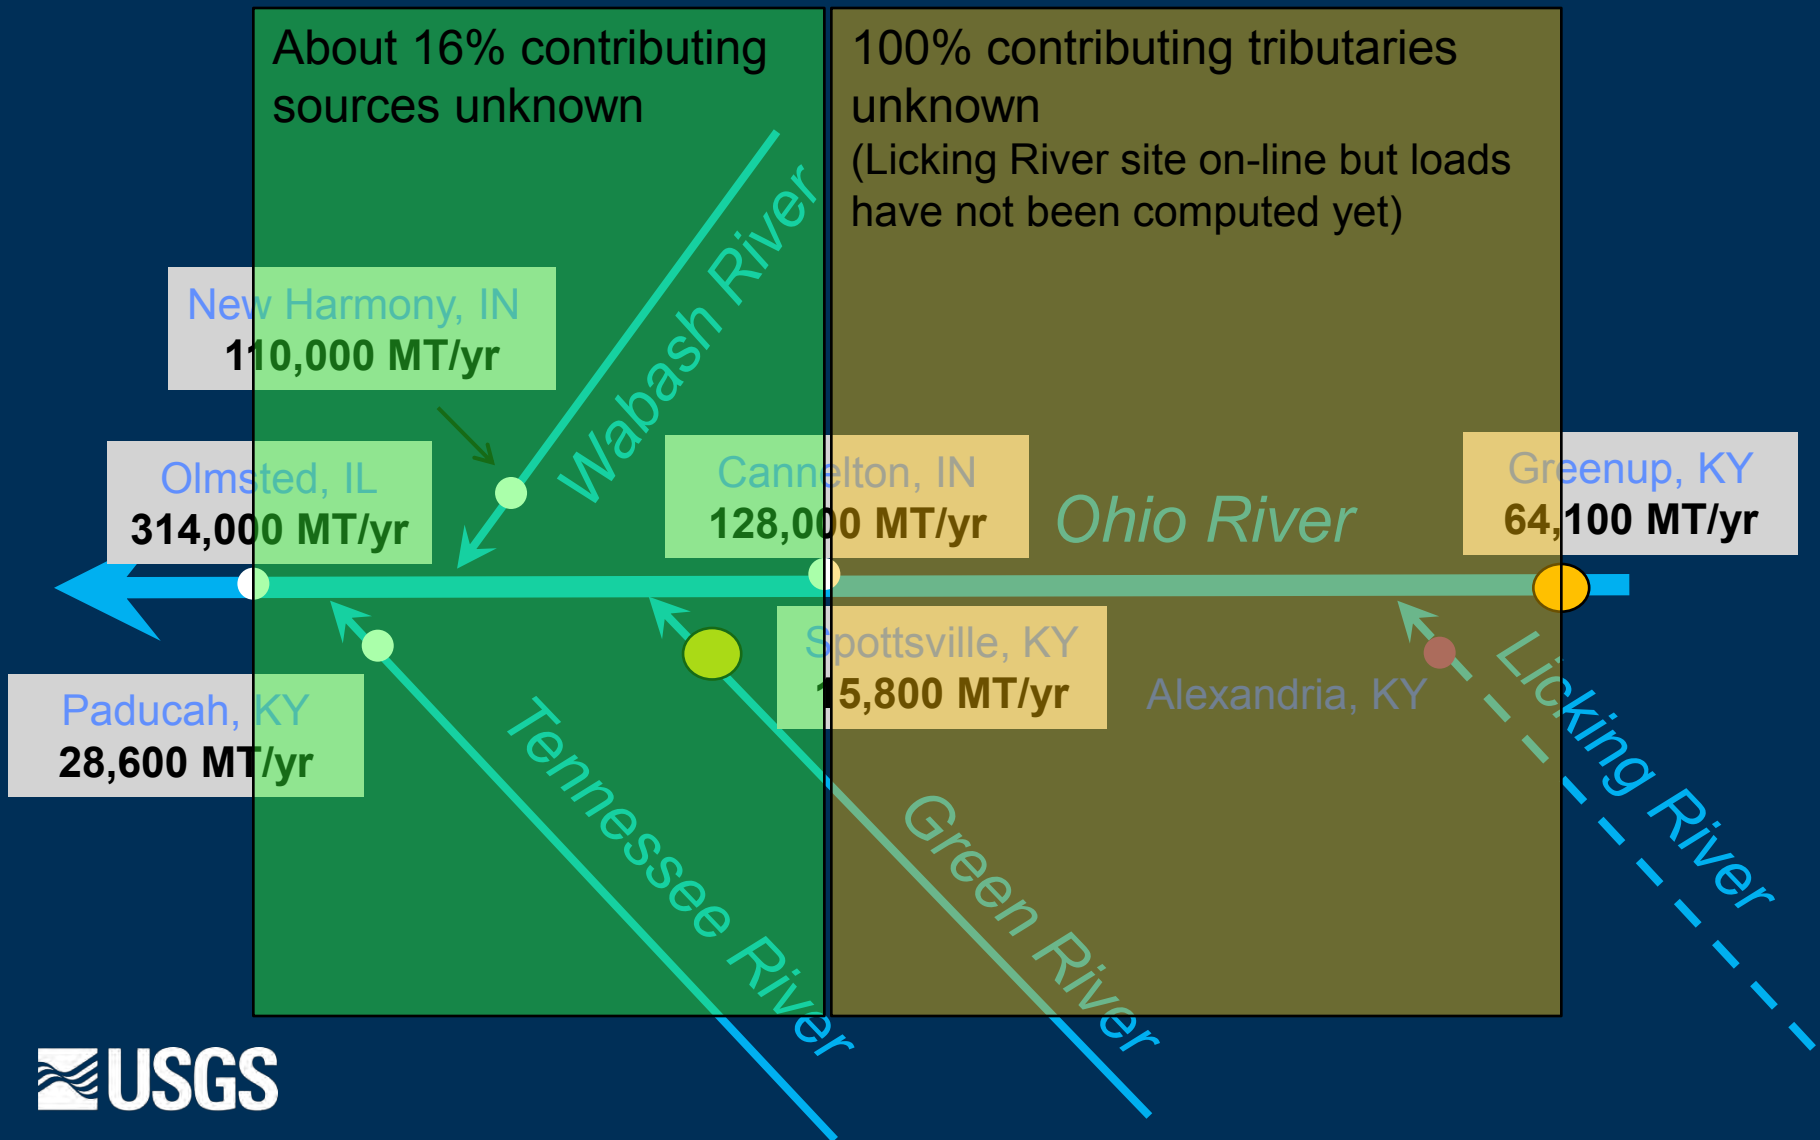 About 16% contributing
sources unknown
100% contributing tributaries
unknown
(Licking River site on-line but loads
have not been computed yet)
New Harmony, IN
110,000 MT/yr
Wabash River
Olmsted, IL
314,000 MT/yr
Cannelton, IN
128,000 MT/yr
Ohio River
Greenup, KY
64,100 MT/yr
Paducah, KY
28,600 MT/yr
Tennessee River
Spottsville, KY
15,800 MT/yr
Green River
Alexandria, KY
Licking River
USGS